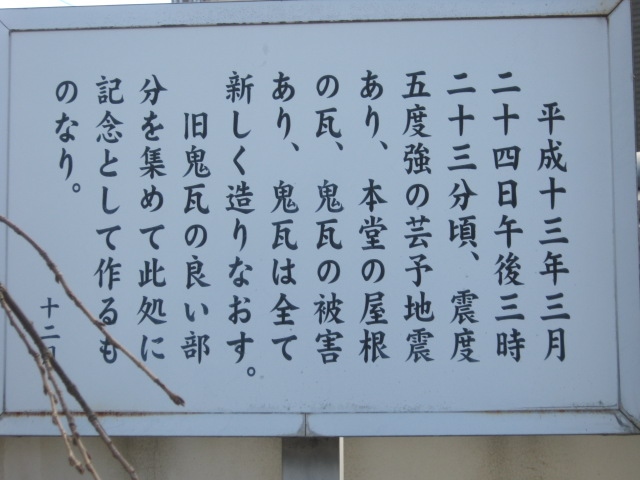 平成十三年三月
二十四日午後三時
二十三分頃、震度
五度強の芸予地震
あり、本堂の屋根
の瓦、鬼瓦の被害
あり、鬼瓦は全て
新しく造りなおす。
旧鬼瓦の良い部
分を集めて此処に
記念として作るも
のなり。
十二